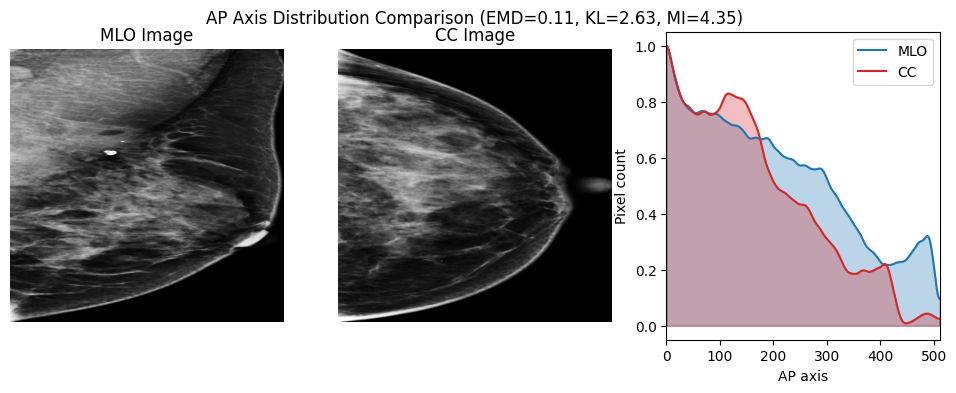 AP Axis Distribution Comparison (EMD=0.11, KL=2.63, MI=4.35)
MLO Image
CC Image
MLO
CC
Pixel count
1.0
0.8
0.6
0.4
0.2
0.0
0 100 200 300 400 500
AP axis